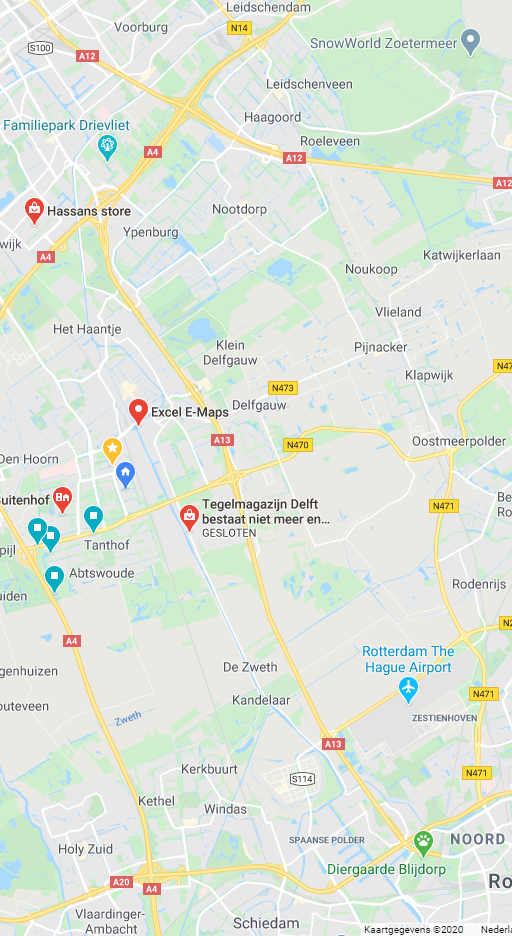 Leidschendam
Voorburg
N14
S100
A12
SnowWorld Zoetermeer
Leidschenveen
Haagoord
Familiepark Drievliet
Roeleveen
A4
A12
A12
Hassans store
Nootdorp
Ypenburg
wijk
A4
Katwijkerlaan
Noukoop
Vlieland
Het Haantje
Klein
Delfgauw
Pijnacker
N47
Klapwijk
N473
Delfgauw
Excel E-Maps
A13
N470
Oostmeerpolder
Den Hoorn
Buitenhof
Tegelmagazijn Delft
bestaat niet meer en...
GESLOTEN
Be
Ro
N471
Tanthof
pijl
Abtswoude
uiden
Rodenrijs
N2
A4
Rotterdam The
Hague Airport
De Zweth
genhuizen
N471
Kandelaar
outeveen
Zweth
ZESTIENHOVEN
A13
Kerkbuurt
S114
N471
Kethel
Windas
SPAANSE POLDER
NOORD
Holy Zuid
Diergaarde Blijdorp
A20
A4
Ro
Vlaardinger-
Ambacht
Schiedam
Kaartgegevens ©2020
Nederla